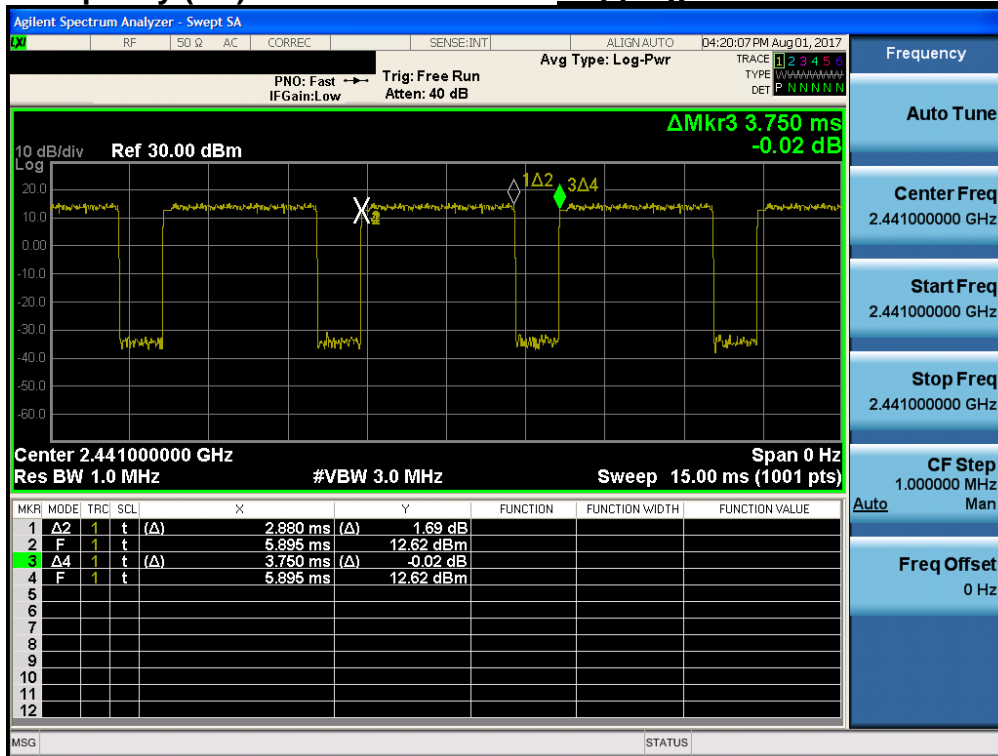 Agilent Spectrum Analyzer - Swept SA
LXI RF 50 Ω AC CORREC SENSE:INT ALIGN AUTO 04:20:07 PM Aug 01, 2017
Avg Type: Log-Pwr TRACE 1 2 3 4 5 6
PNO: Fast Trig: Free Run TYPE WWWWWW
IFGain:Low Atten: 40 dB DET P N N N N N
Frequency
Auto Tune
Center Freq
2.441000000 GHz
Start Freq
2.441000000 GHz
Stop Freq
2.441000000 GHz
CF Step
1.000000 MHz
Auto Man
Freq Offset
0 Hz
ΔMkr3 3.750 ms
-0.02 dB
10 dB/div Ref 30.00 dBm
Log
20.0
10.0
0.00
-10.0
-20.0
-30.0
-40.0
-50.0
-60.0
1Δ2 3Δ4
Center 2.441000000 GHz Span 0 Hz
Res BW 1.0 MHz #VBW 3.0 MHz Sweep 15.00 ms (1001 pts)
MKR MODE TRC SCL X Y FUNCTION FUNCTION WIDTH FUNCTION VALUE
1 Δ2 1 t (Δ) 2.880 ms (Δ) 1.69 dB
2 F 1 t 5.895 ms 12.62 dBm
3 Δ4 1 t (Δ) 3.750 ms (Δ) -0.02 dB
4 F 1 t 5.895 ms 12.62 dBm
5
6
7
8
9
10
11
12
MSG STATUS